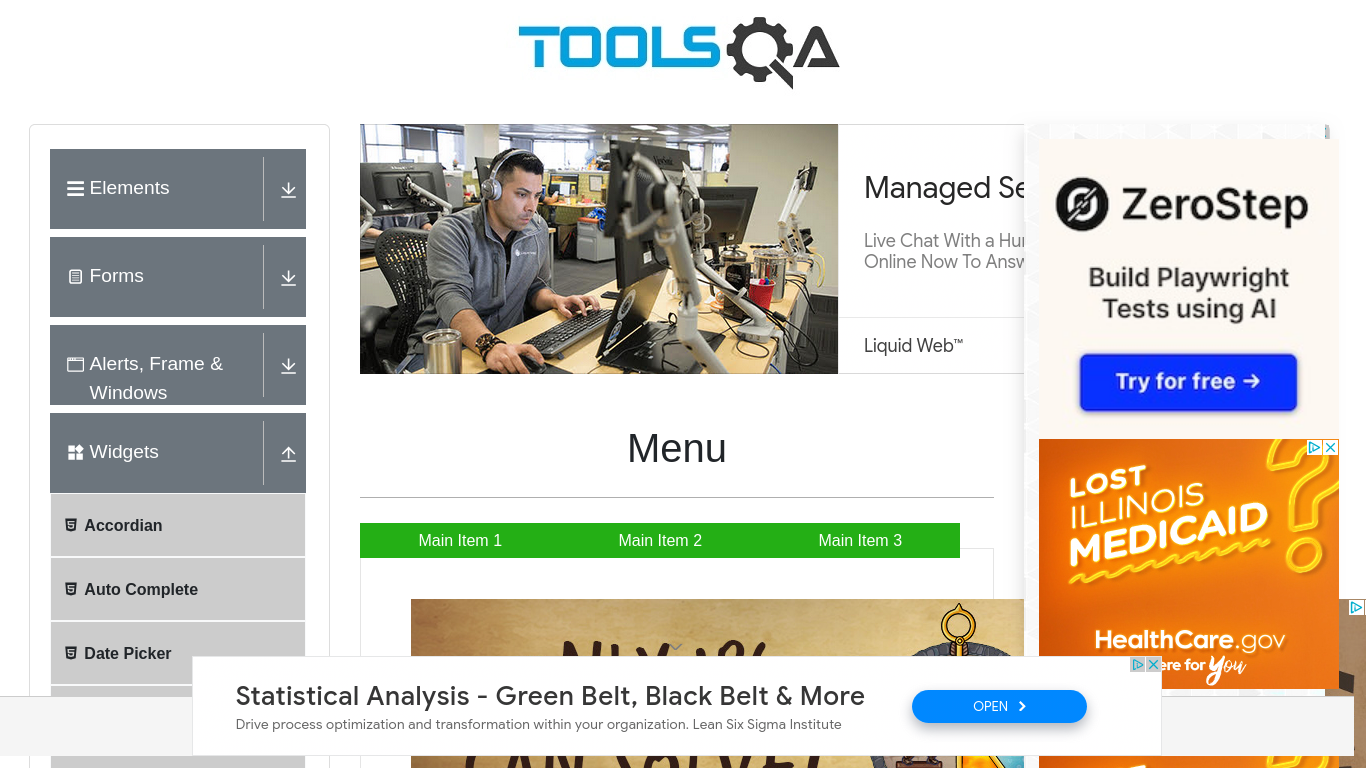 TOOLSQA
Elements
Forms
Alerts, Frame &
Windows
Widgets
Accordian
Auto Complete
Date Picker
Managed Se
Live Chat With a Hu
Online Now To Answ
Liquid Web™
Menu
Main Item 1
Main Item 2
Main Item 3
ZeroStep
Build Playwright
Tests using AI
Try for free →
LOST
ILLINOIS
MEDICAID
?
HealthCare.gov
ere for you
Statistical Analysis - Green Belt, Black Belt & More
Drive process optimization and transformation within your organization. Lean Six Sigma Institute
OPEN